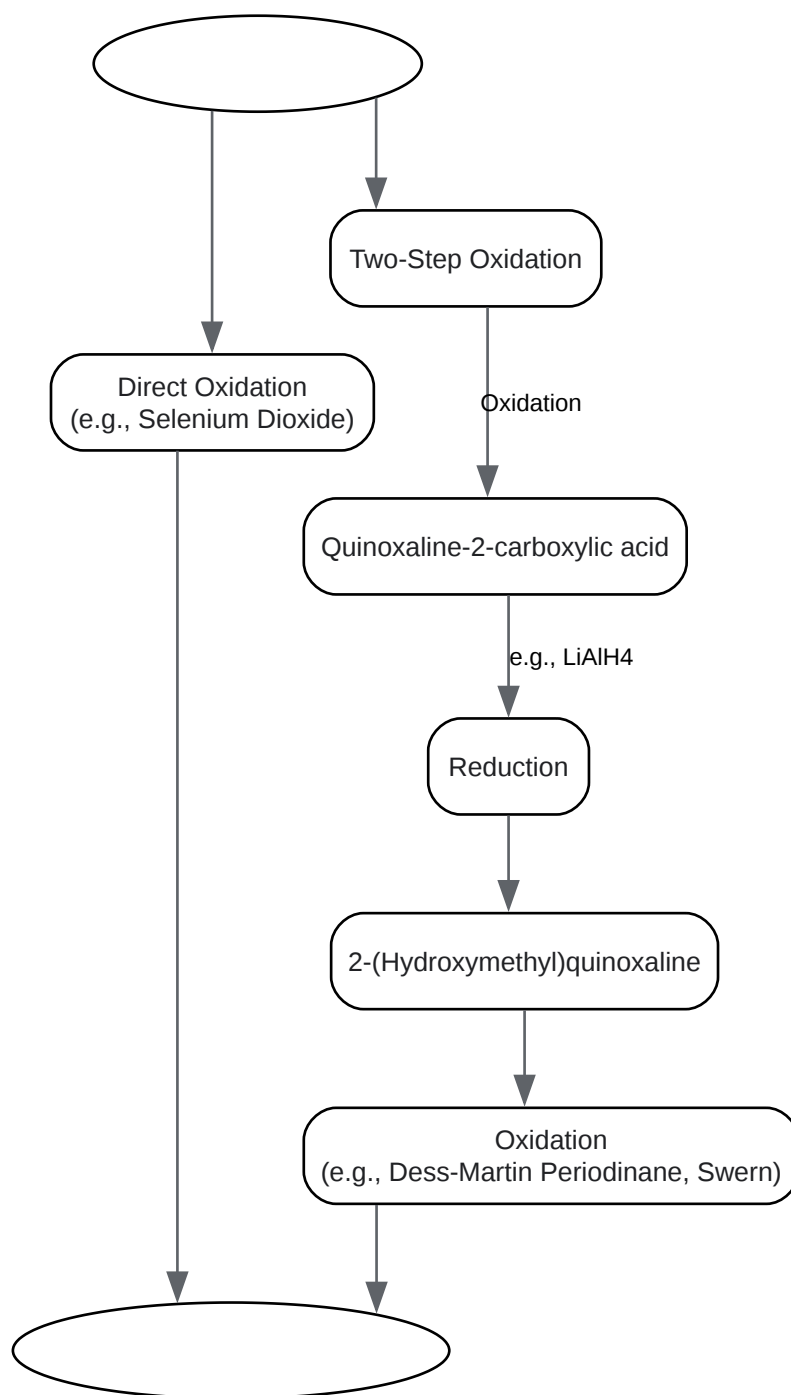 Two-Step Oxidation
Direct Oxidation
(e.g., Selenium Dioxide)
Oxidation
Quinoxaline-2-carboxylic acid
e.g., LiAlH4
Reduction
2-(Hydroxymethyl)quinoxaline
Oxidation
(e.g., Dess-Martin Periodinane, Swern)